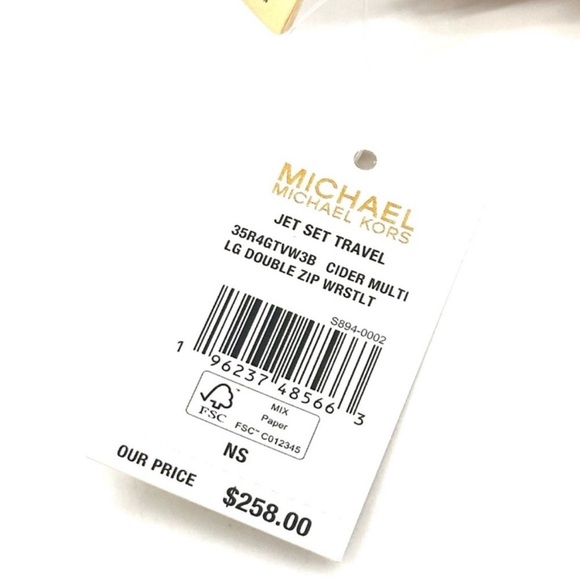 MICHAEL
MICHAEL KORS
JET SET TRAVEL
35R4GTVW3B CIDER MULTI
LG DOUBLE ZIP WRSTLT
S894-0002
1 96237 48566 3
FSC
MIX
Paper
FSC™ C012345
NS
OUR PRICE $258.00